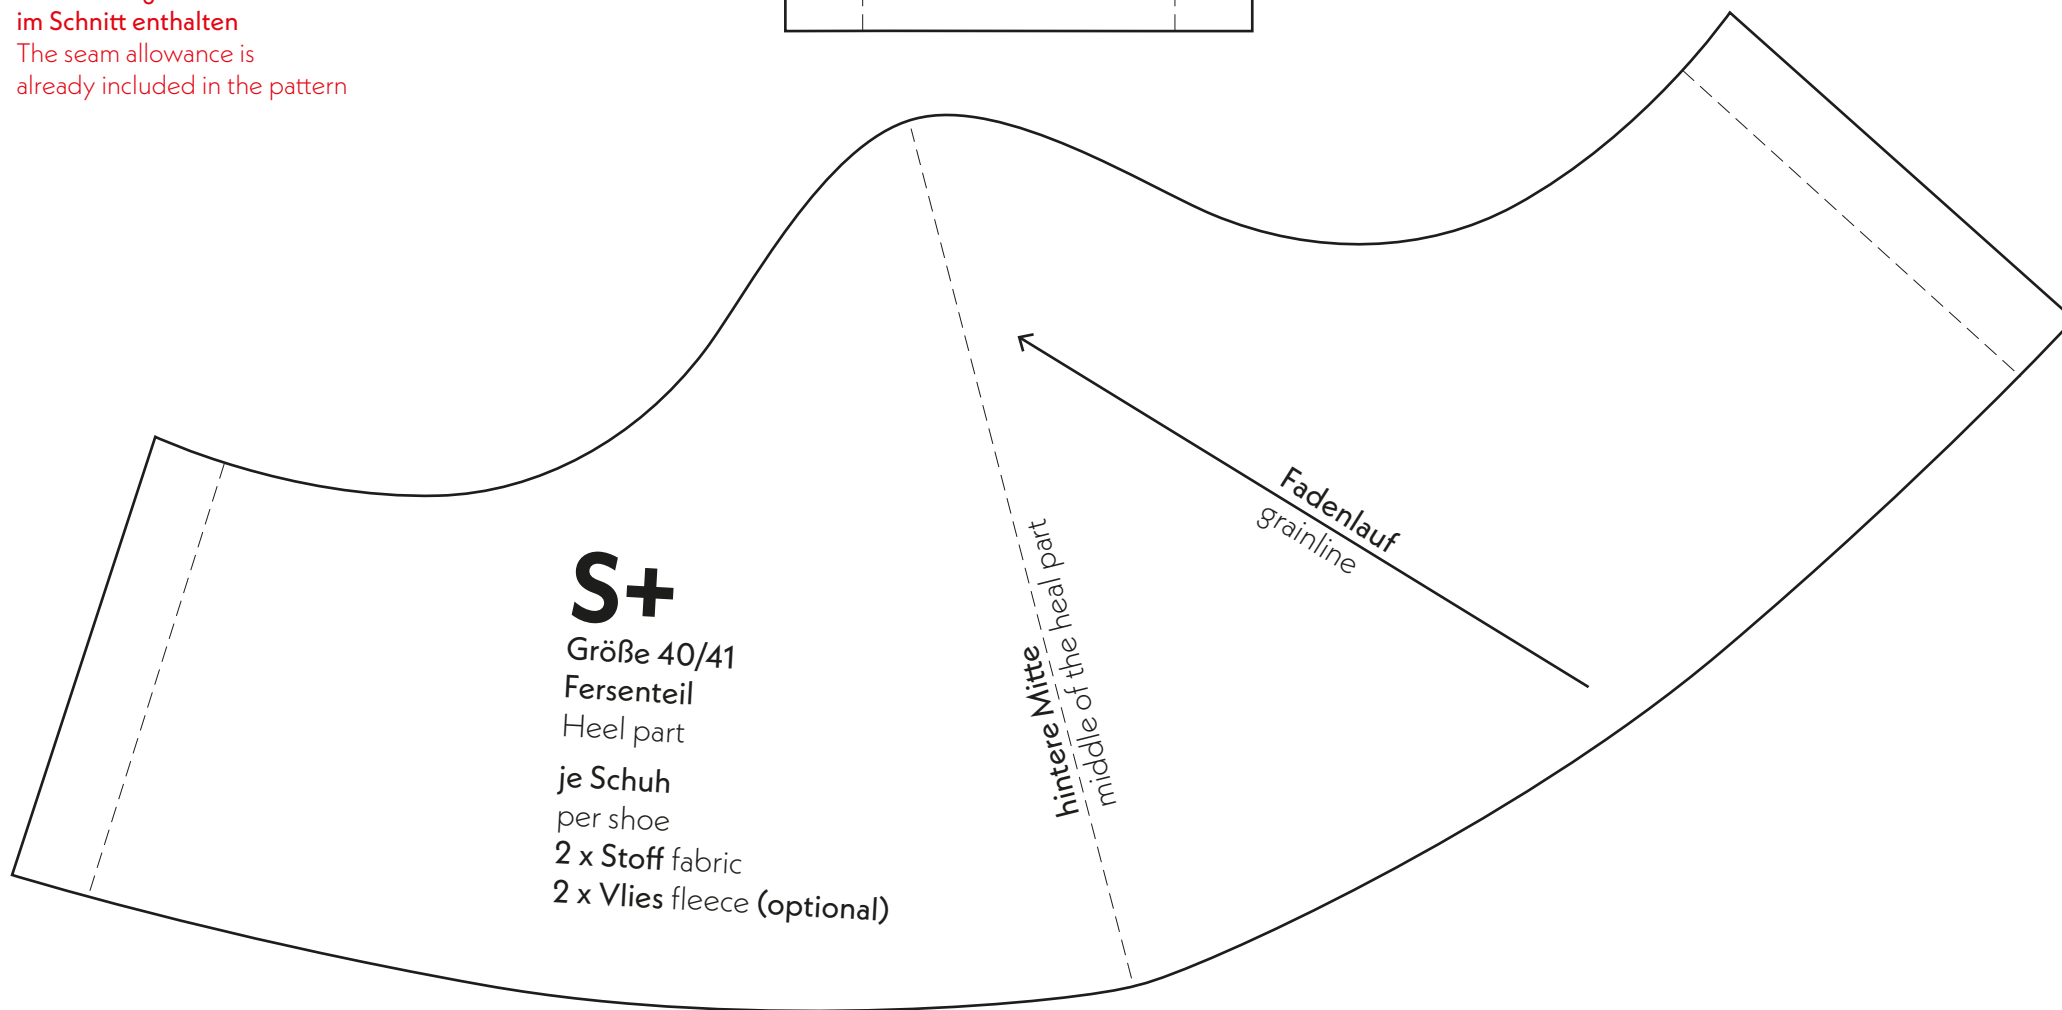 im Schnitt enthalten
The seam allowance is
already included in the pattern
S+
Größe 40/41
Fersenteil
Heel part
je Schuh
per shoe
2 x Stoff fabric
2 x Vlies fleece (optional)
hintere Mitte
middle of the heal part
Fadenlauf
grainline